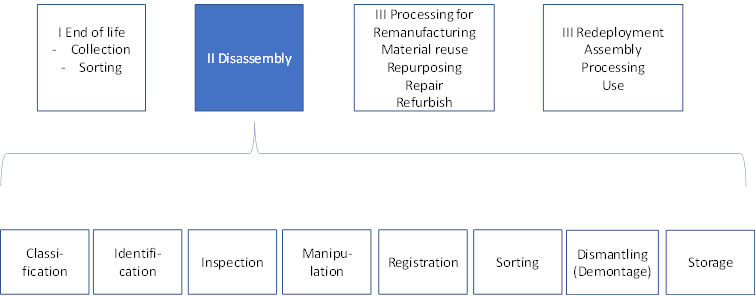 I End of life
- Collection
- Sorting
II Disassembly
III Processing for
Remanufacturing
Material reuse
Repurposing
Repair
Refurbish
III Redeployment
Assembly
Processing
Use
Classi-
fication
Identifi-
cation
Inspection
Manipu-
lation
Registration
Sorting
Dismantling
(Demontage)
Storage